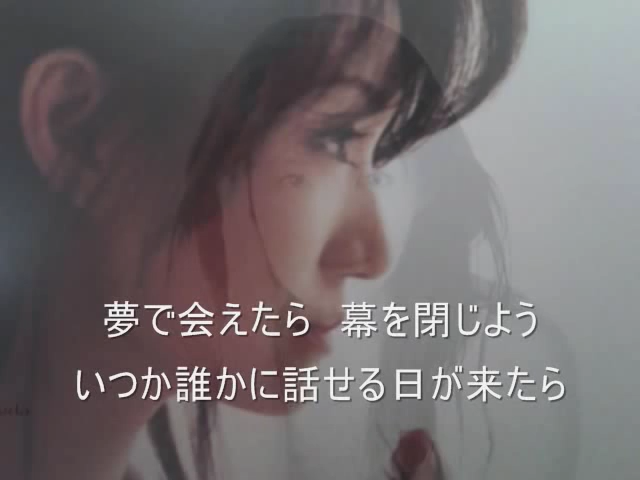 夢で会えたら　幕を閉じよう
いつか誰かに話せる日が来たら